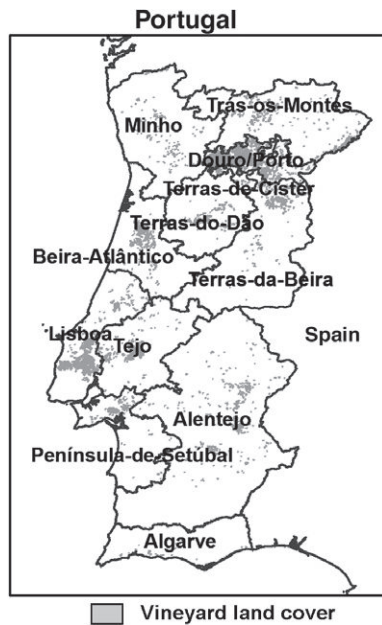 Portugal
Trás-os-Montes
Minho
Douro/Porto
Terras-de-Cister
Terras-do-Dão
Beira-Atlântico
Terras-da-Beira
Lisboa
Tejo
Spain
Alentejo
Península-de-Setúbal
Algarve
Vineyard land cover